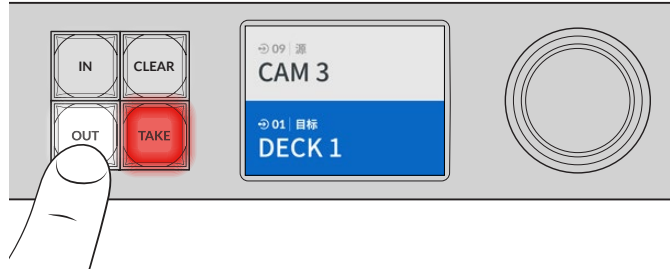 IN
CLEAR
OUT
TAKE
09 源
CAM 3
01 目标
DECK 1